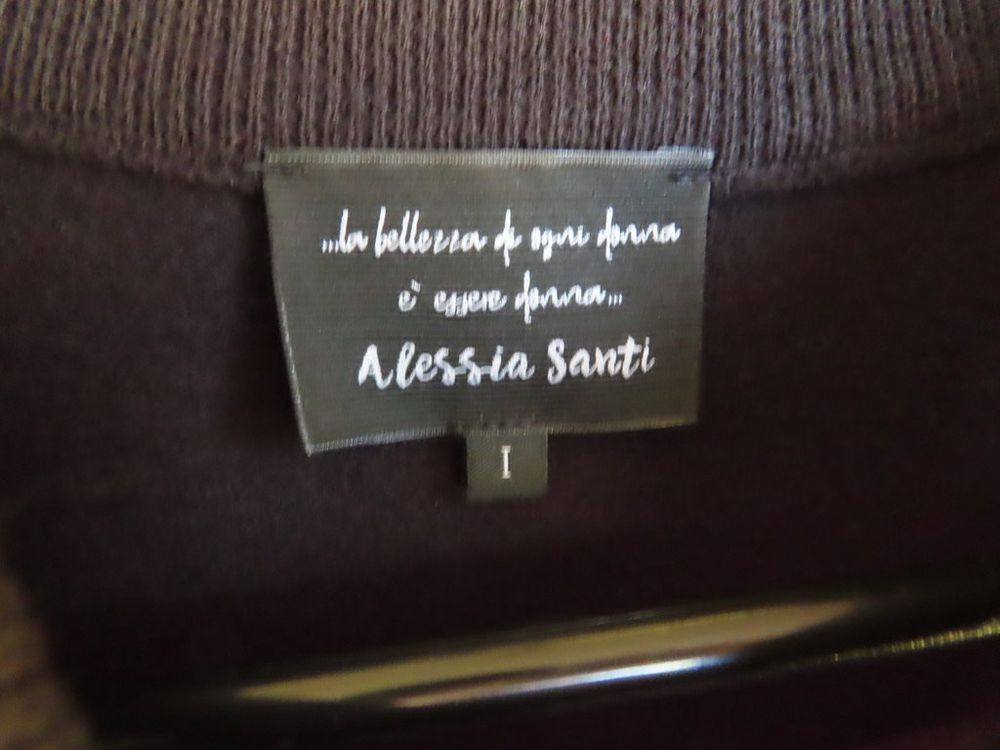 ...la bellezza di ogni donna
e' essere donna...
Alessia Santi
I